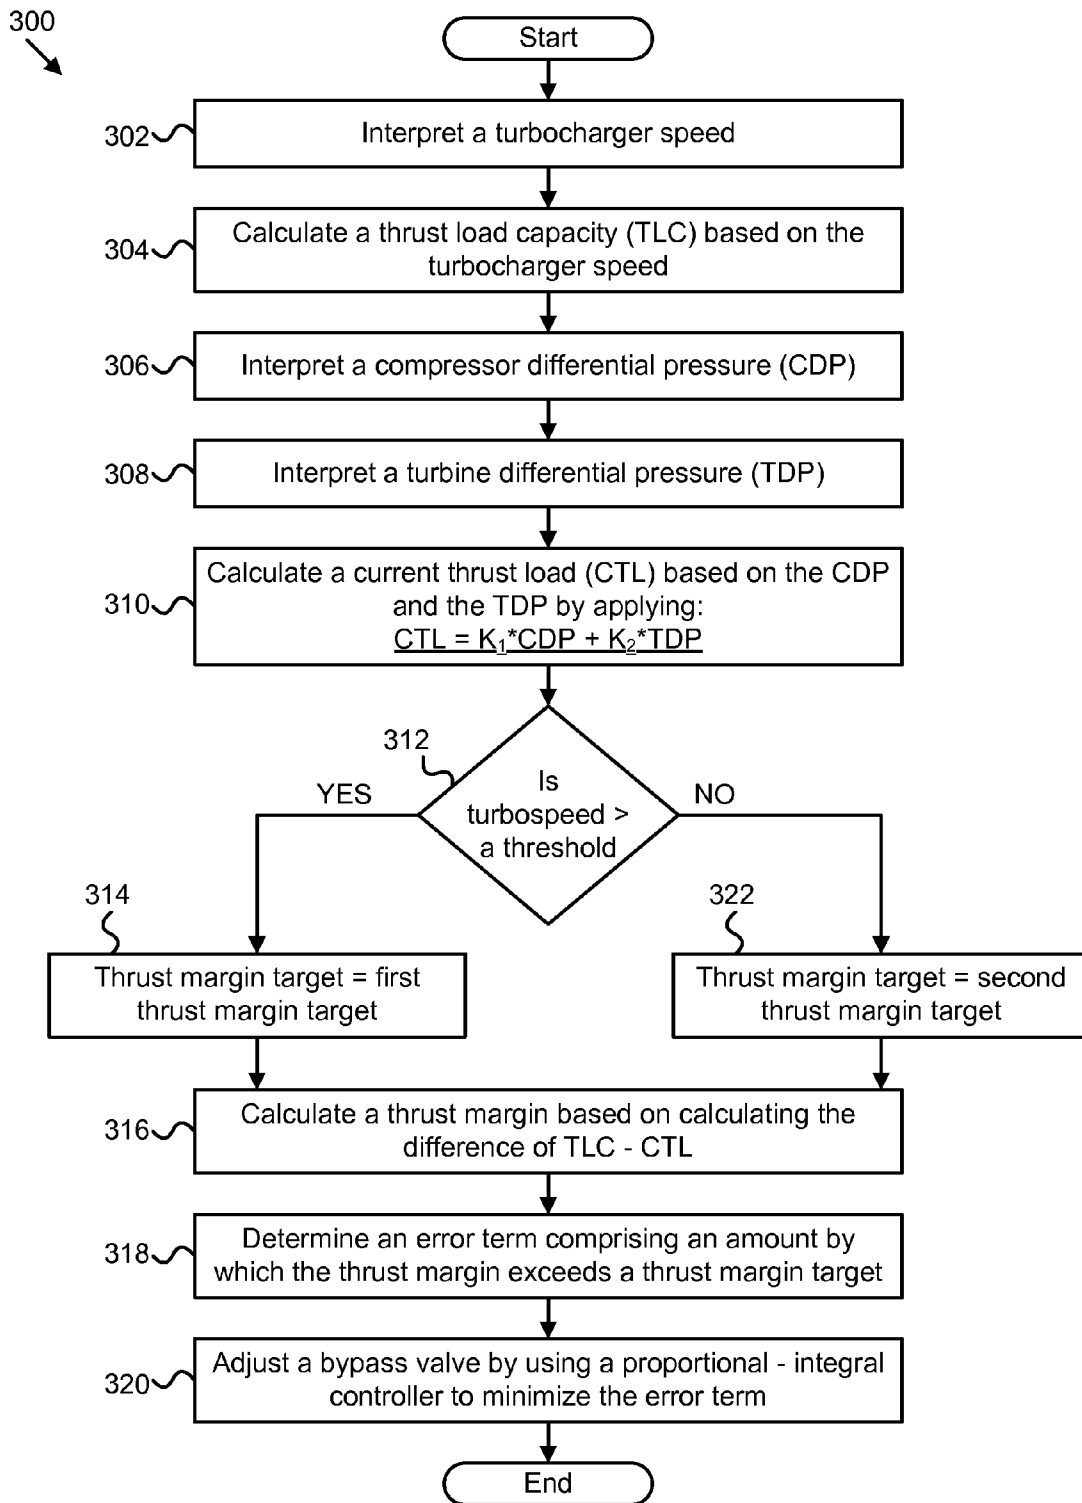 300
Start
302
Interpret a turbocharger speed
304
Calculate a thrust load capacity (TLC) based on the
turbocharger speed
306
Interpret a compressor differential pressure (CDP)
308
Interpret a turbine differential pressure (TDP)
310
Calculate a current thrust load (CTL) based on the CDP
and the TDP by applying:
CTL = K₁*CDP + K₂*TDP
312
Is
turbospeed >
a threshold
YES
NO
314
Thrust margin target = first
thrust margin target
322
Thrust margin target = second
thrust margin target
316
Calculate a thrust margin based on calculating the
difference of TLC - CTL
318
Determine an error term comprising an amount by
which the thrust margin exceeds a thrust margin target
320
Adjust a bypass valve by using a proportional - integral
controller to minimize the error term
End